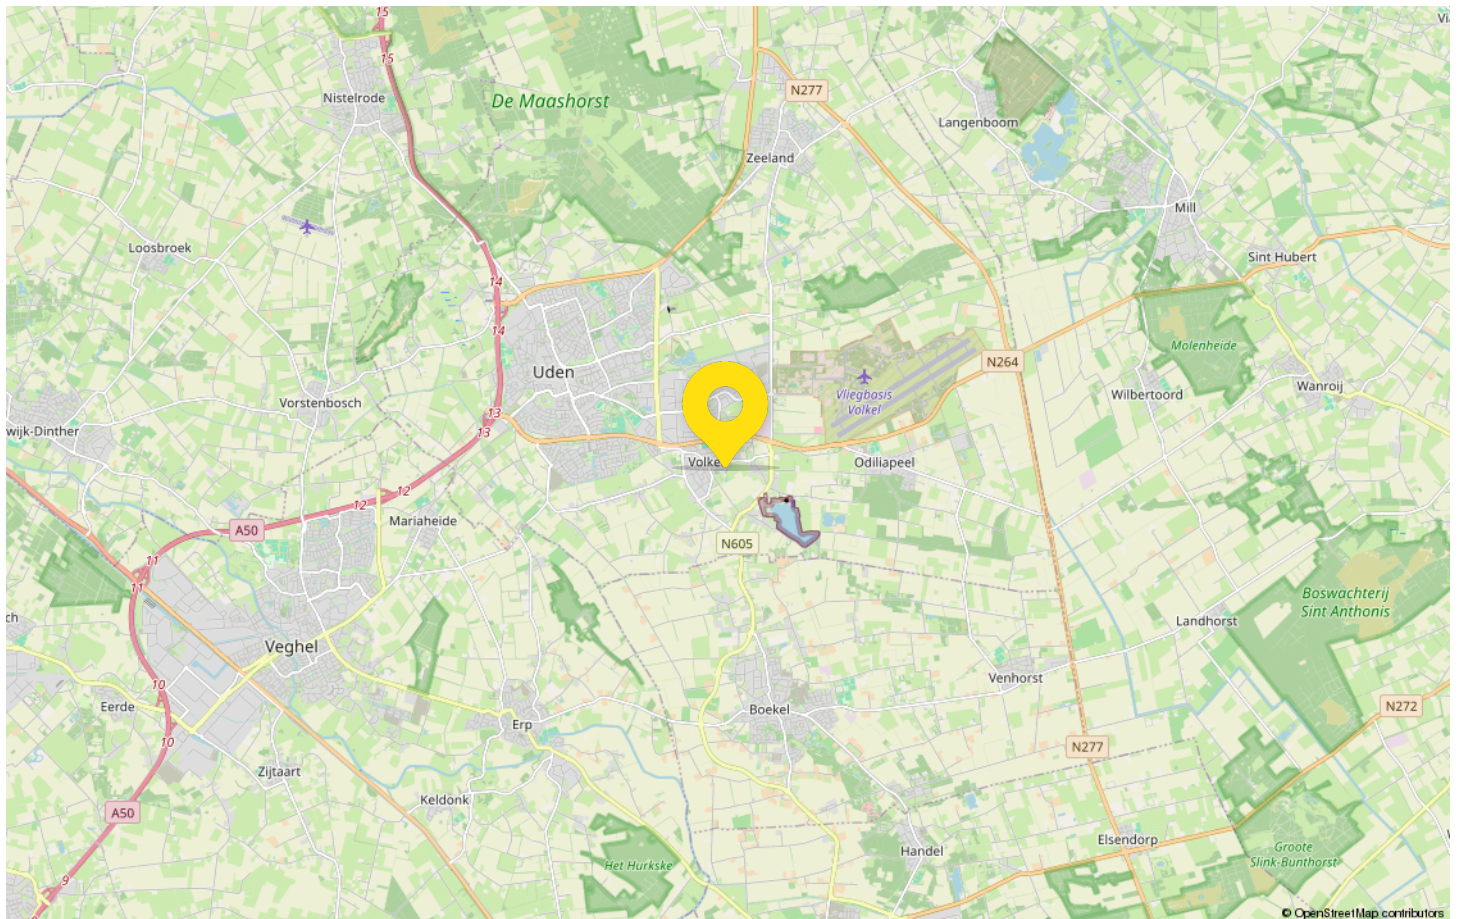 15
15
Nistelrode
De Maashorst
N277
Langenboom
Zeeland
Mill
Loosbroek
Sint Hubert
14
14
Molenheide
N264
Uden
Vliegbasis
Volkel
Wanroij
Wilbertoord
Vorstenbosch
13
13
wijk-Dinther
Volke
Odiliapeel
12
12
Mariaheide
A50
N605
11
11
Boswachterij
Sint Anthonis
ch
Landhorst
Veghel
Venhorst
10
Eerde
Boekel
N272
Erp
10
N277
Zijtaart
Keldonk
A50
Elsendorp
Handel
Groote
Slink-Bunthorst
Het Hurkske
9
© OpenStreetMap contributors